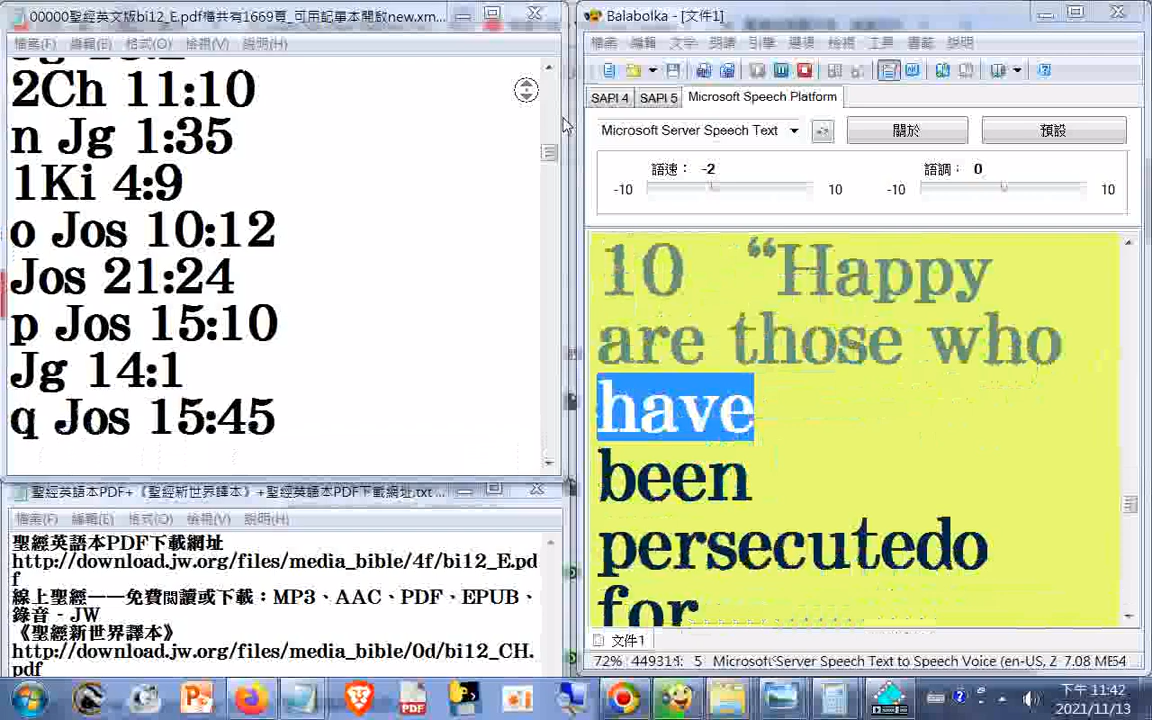 00000聖經英文版bi12_E.pdf檔共有1669頁_可用記事本開啟new.xm...
檔案(F) 編輯(E) 格式(O) 檢視(V) 說明(H)
2Ch 11:10
n Jg 1:35
1Ki 4:9
o Jos 10:12
Jos 21:24
p Jos 15:10
Jg 14:1
q Jos 15:45
聖經英語本PDF+《聖經新世界譯本》+聖經英語本PDF下載網址.txt ...
檔案(F) 編輯(E) 格式(O) 檢視(V) 說明(H)
聖經英語本PDF下載網址
http://download.jw.org/files/media_bible/4f/bi12_E.pd
f
線上聖經——免費閱讀或下載：MP3、AAC、PDF、EPUB、
錄音 - JW
《聖經新世界譯本》
http://download.jw.org/files/media_bible/0d/bi12_CH.
pdf
Balabolka - [文件1]
檔案 編輯 文字 朗讀 引擎 選項 檢視 工具 書籤 說明
SAPI 4 SAPI 5 Microsoft Speech Platform
Microsoft Server Speech Text 關於 預設
語速： -2 語調： 0
-10 10 -10 10
10 “Happy
are those who
have
been
persecutedo
for
文件1
72% 44931: 5 Microsoft Server Speech Text to Speech Voice (en-US, Z 7.08 ME54
PDF
下午 11:42
2021/11/13